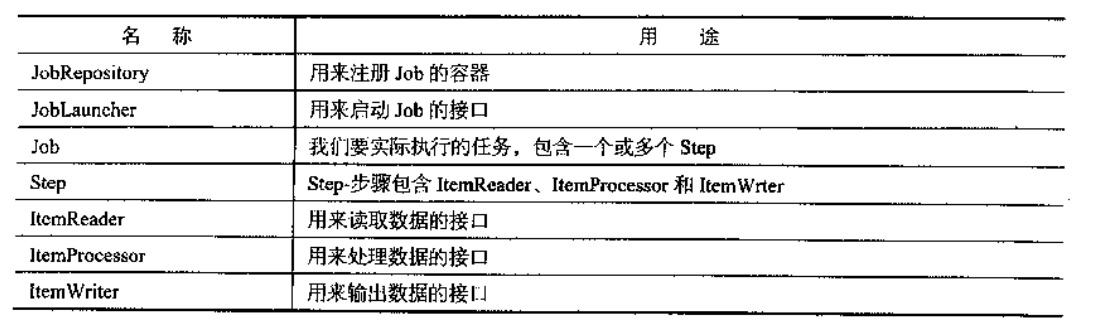 名 称 用 途
JobRepository 用来注册 Job 的容器
JobLauncher 用来启动 Job 的接口
Job 我们要实际执行的任务，包含一个或多个 Step
Step Step-步骤包含 ItemReader、ItemProcessor 和 ItemWrter
ItemReader 用来读取数据的接口
ItemProcessor 用来处理数据的接口
ItemWriter 用来输出数据的接口